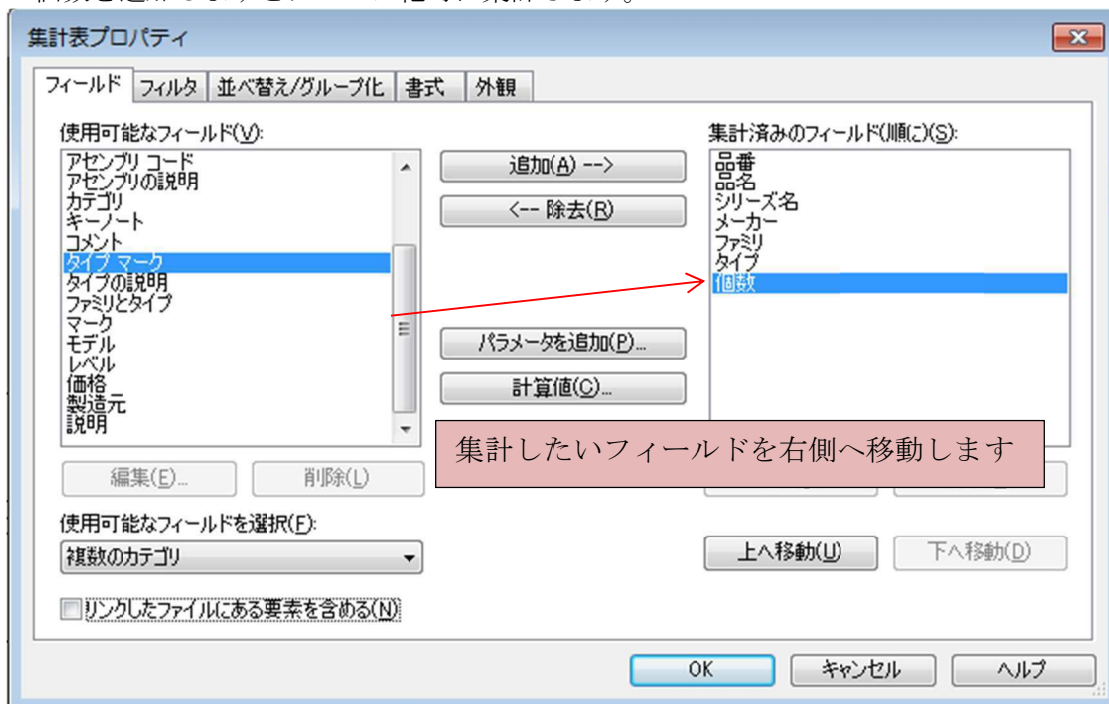 集計表プロパティ
フィールド フィルタ 並べ替え/グループ化 書式 外観
使用可能なフィールド(V):
アセンブリ コード
アセンブリの説明
カテゴリ
キーノート
コメント
タイプ マーク
タイプの説明
ファミリとタイプ
マーク
モデル
レベル
価格
製造元
説明
追加(A) -->
<-- 除去(R)
パラメータを追加(P)...
計算値(C)...
集計済みのフィールド(順に)(S):
品番
品名
シリーズ名
メーカー
ファミリ
タイプ
個数
集計したいフィールドを右側へ移動します
編集(E)...
削除(L)
使用可能なフィールドを選択(F):
複数のカテゴリ
上へ移動(U)
下へ移動(D)
リンクしたファイルにある要素を含める(N)
OK
キャンセル
ヘルプ